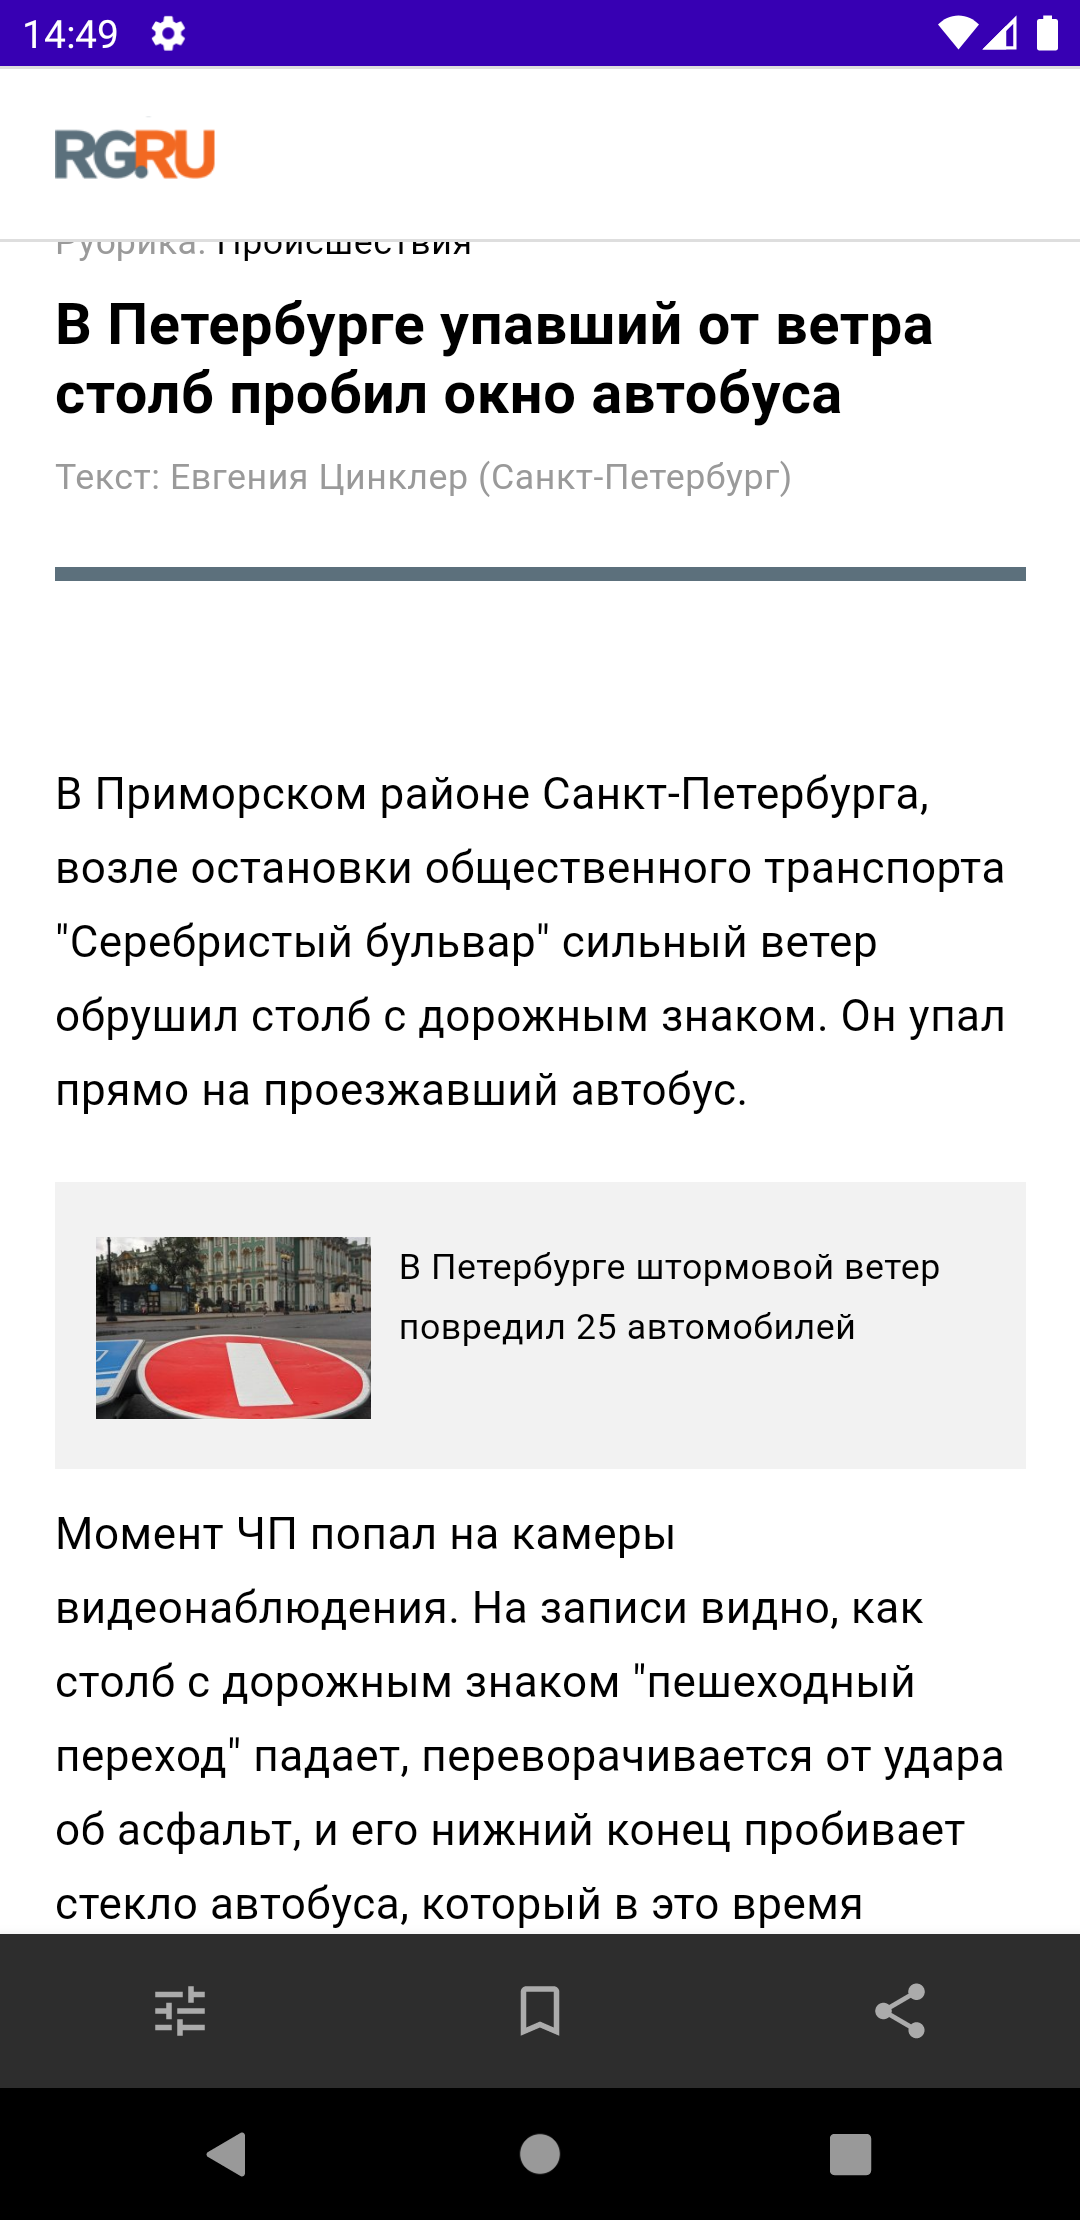 14:49
RG.RU
Рубрика: Происшествия
В Петербурге упавший от ветра
столб пробил окно автобуса
Текст: Евгения Цинклер (Санкт-Петербург)
В Приморском районе Санкт-Петербурга,
возле остановки общественного транспорта
"Серебристый бульвар" сильный ветер
обрушил столб с дорожным знаком. Он упал
прямо на проезжавший автобус.
В Петербурге штормовой ветер
повредил 25 автомобилей
Момент ЧП попал на камеры
видеонаблюдения. На записи видно, как
столб с дорожным знаком "пешеходный
переход" падает, переворачивается от удара
об асфальт, и его нижний конец пробивает
стекло автобуса, который в это время